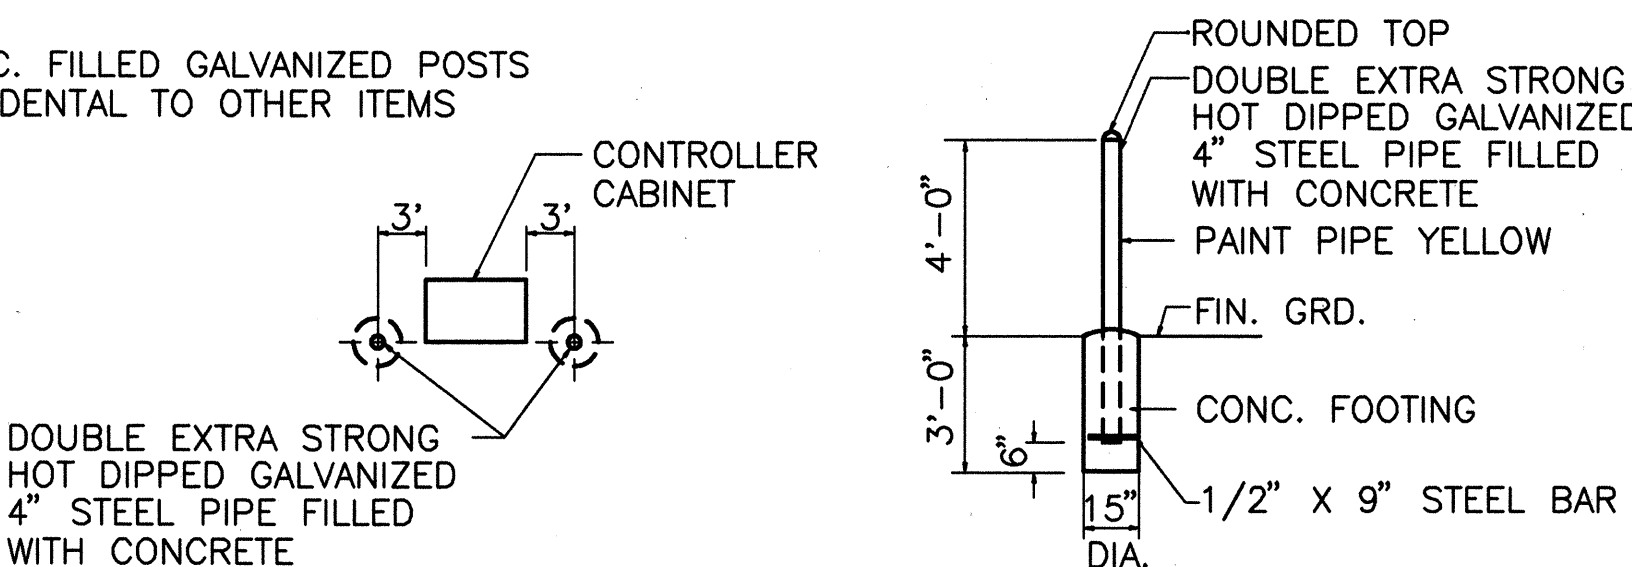 C. FILLED GALVANIZED POSTS
DENTAL TO OTHER ITEMS
CONTROLLER
CABINET
3'
3'
DOUBLE EXTRA STRONG
HOT DIPPED GALVANIZED
4" STEEL PIPE FILLED
WITH CONCRETE
ROUNDED TOP
DOUBLE EXTRA STRONG
HOT DIPPED GALVANIZED
4" STEEL PIPE FILLED
WITH CONCRETE
4'-0"
PAINT PIPE YELLOW
FIN. GRD.
3'-0"
CONC. FOOTING
6"
1/2" X 9" STEEL BAR
15"
DIA.